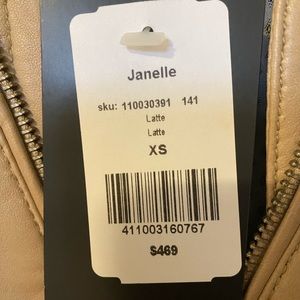 Janelle
sku: 110030391 141
Latte
Latte
XS
411003160767
$469